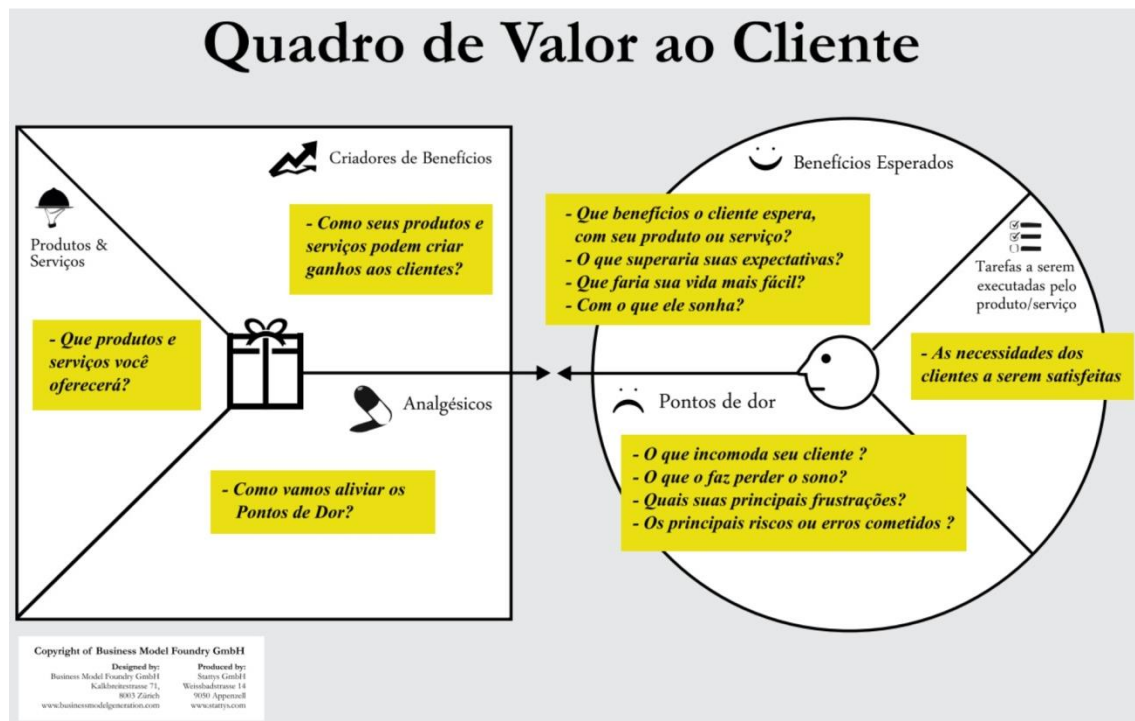 Quadro de Valor ao Cliente
Criadores de Benefícios
- Como seus produtos e
serviços podem criar
ganhos aos clientes?
Produtos &
Serviços
- Que produtos e
serviços você
oferecerá?
Analgésicos
- Como vamos aliviar os
Pontos de Dor?
Benefícios Esperados
- Que benefícios o cliente espera,
com seu produto ou serviço?
- O que superaria suas expectativas?
- Que faria sua vida mais fácil?
- Com o que ele sonha?
Tarefas a serem
executadas pelo
produto/serviço
- As necessidades dos
clientes a serem satisfeitas
Pontos de dor
- O que incomoda seu cliente ?
- O que o faz perder o sono?
- Quais suas principais frustrações?
- Os principais riscos ou erros cometidos ?
Copyright of Business Model Foundry GmbH
Designed by:
Business Model Foundry GmbH
Kalkbreitestrasse 71,
8003 Zürich
www.businessmodelgeneration.com
Produced by:
Stattys GmbH
Weissbadstrasse 14
9050 Appenzell
www.stattys.com